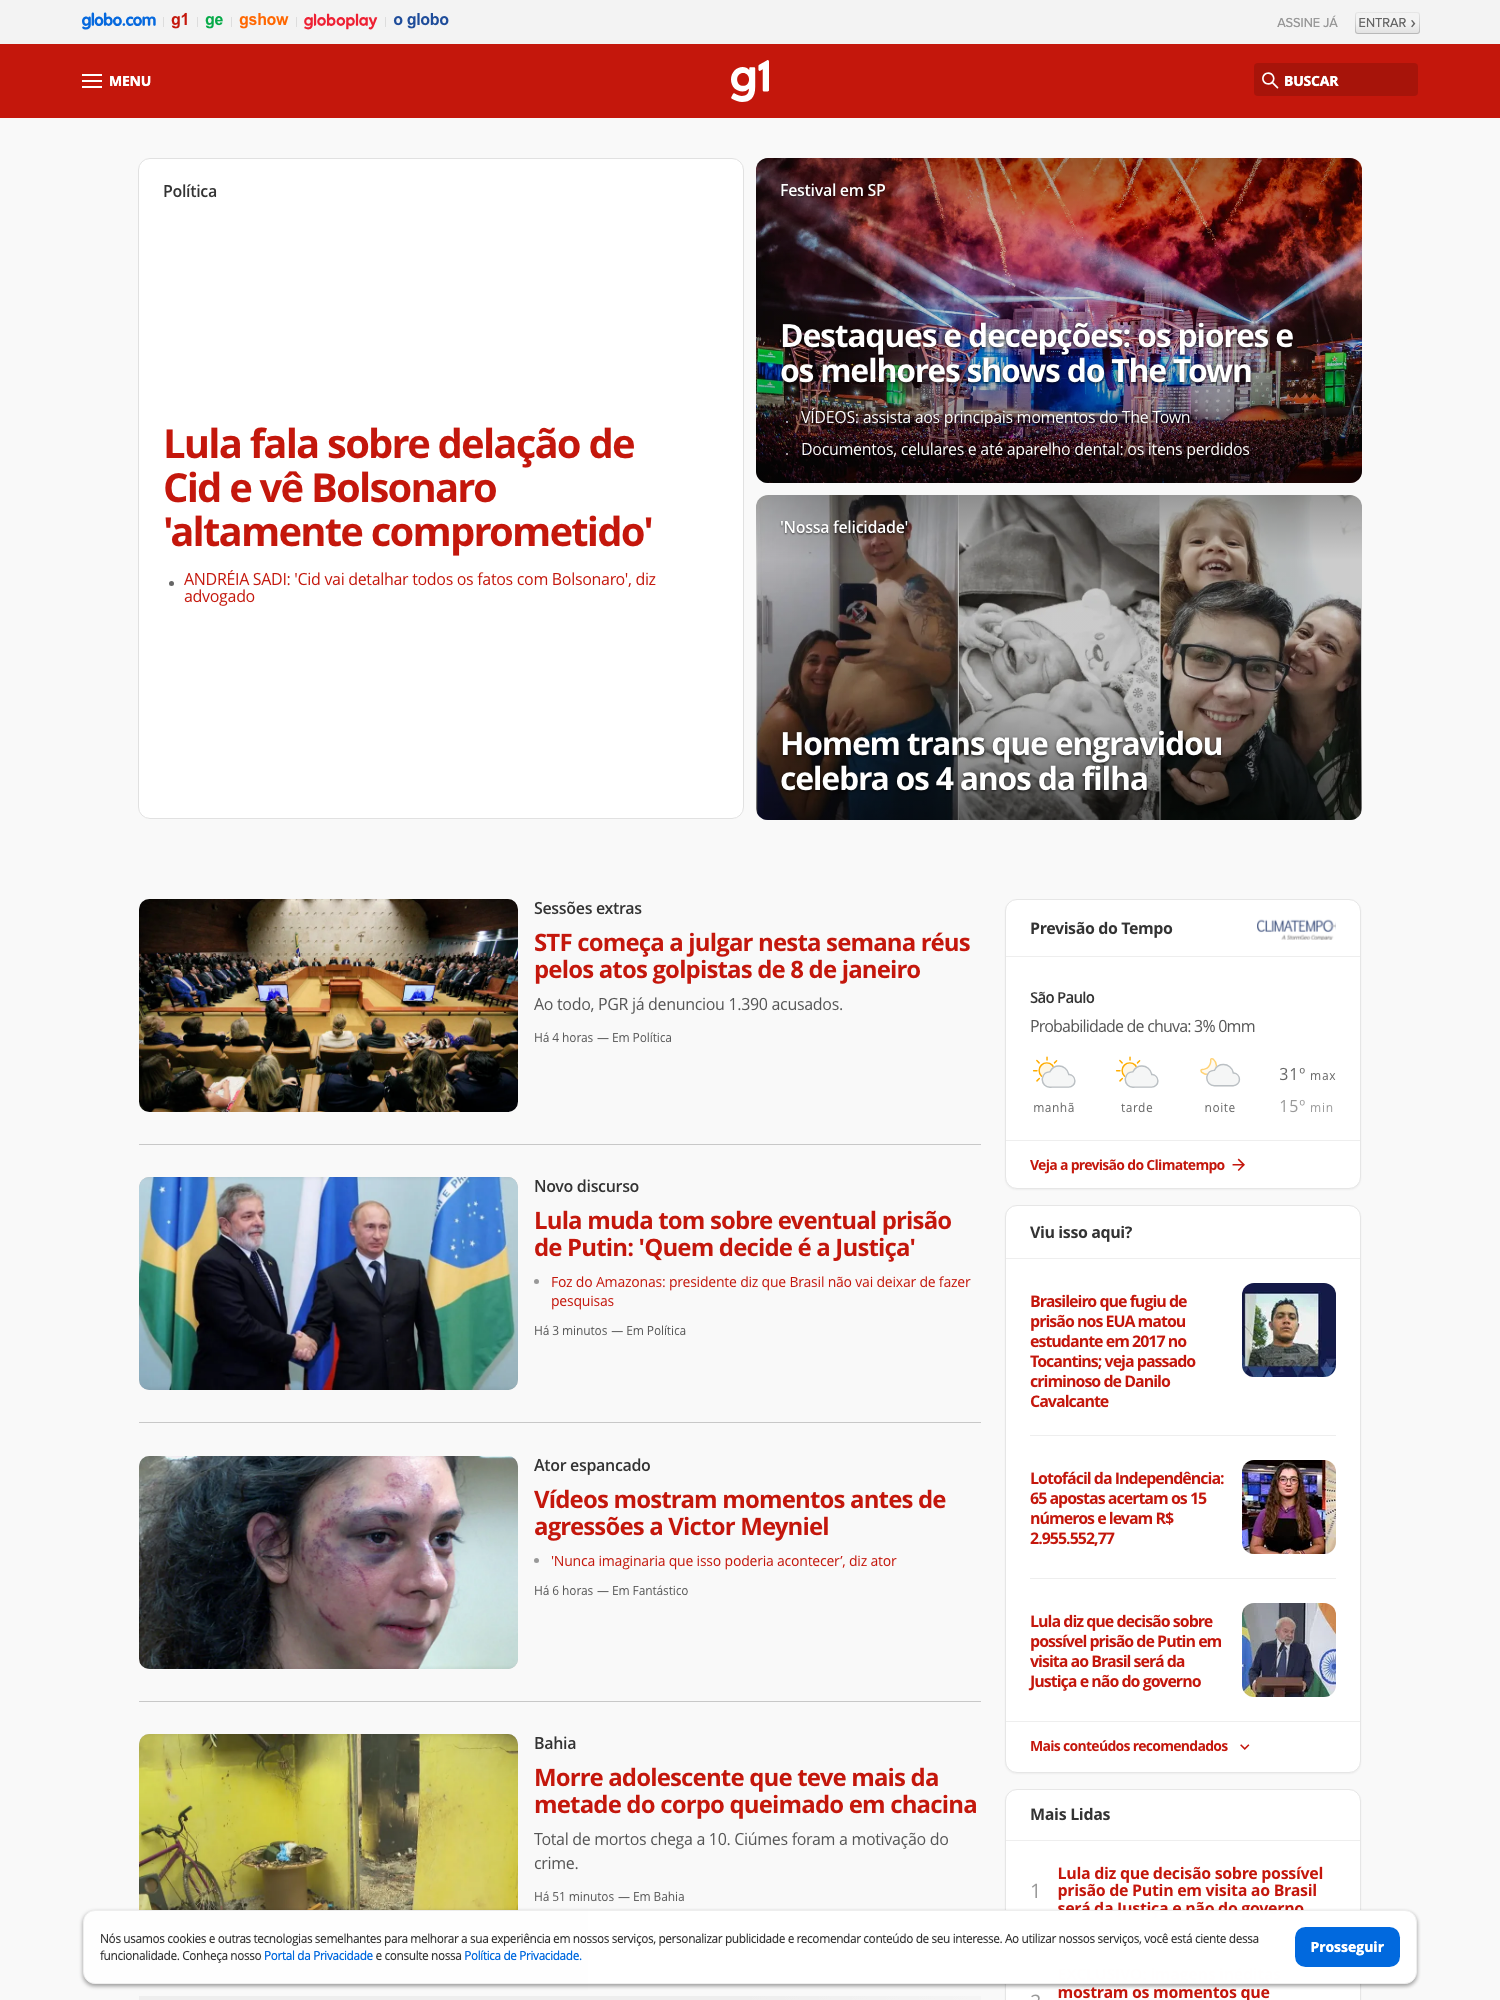 globo.com g1 ge gshow globoplay o globo
ASSINE JÁ ENTRAR ›
MENU
g1
BUSCAR
Política
Lula fala sobre delação de
Cid e vê Bolsonaro
'altamente comprometido'
ANDRÉIA SADI: 'Cid vai detalhar todos os fatos com Bolsonaro', diz
advogado
Festival em SP
Destaques e decepções: os piores e
os melhores shows do The Town
VÍDEOS: assista aos principais momentos do The Town
Documentos, celulares e até aparelho dental: os itens perdidos
'Nossa felicidade'
Homem trans que engravidou
celebra os 4 anos da filha
Sessões extras
STF começa a julgar nesta semana réus
pelos atos golpistas de 8 de janeiro
Ao todo, PGR já denunciou 1.390 acusados.
Há 4 horas — Em Política
Novo discurso
Lula muda tom sobre eventual prisão
de Putin: 'Quem decide é a Justiça'
Foz do Amazonas: presidente diz que Brasil não vai deixar de fazer
pesquisas
Há 3 minutos — Em Política
Ator espancado
Vídeos mostram momentos antes de
agressões a Victor Meyniel
'Nunca imaginaria que isso poderia acontecer’, diz ator
Há 6 horas — Em Fantástico
Bahia
Morre adolescente que teve mais da
metade do corpo queimado em chacina
Total de mortos chega a 10. Ciúmes foram a motivação do
crime.
Há 51 minutos — Em Bahia
Previsão do Tempo
CLIMATEMPO
A StormGeo Company
São Paulo
Probabilidade de chuva: 3% 0mm
manhã tarde noite
31º max
15º min
Veja a previsão do Climatempo
Viu isso aqui?
Brasileiro que fugiu de
prisão nos EUA matou
estudante em 2017 no
Tocantins; veja passado
criminoso de Danilo
Cavalcante
Lotofácil da Independência:
65 apostas acertam os 15
números e levam R$
2.955.552,77
Lula diz que decisão sobre
possível prisão de Putin em
visita ao Brasil será da
Justiça e não do governo
Mais conteúdos recomendados
Mais Lidas
1
Lula diz que decisão sobre possível
prisão de Putin em visita ao Brasil
será da Justiça e não do governo
mostram os momentos que
Nós usamos cookies e outras tecnologias semelhantes para melhorar a sua experiência em nossos serviços, personalizar publicidade e recomendar conteúdo de seu interesse. Ao utilizar nossos serviços, você está ciente dessa
funcionalidade. Conheça nosso Portal da Privacidade e consulte nossa Política de Privacidade.
Prosseguir